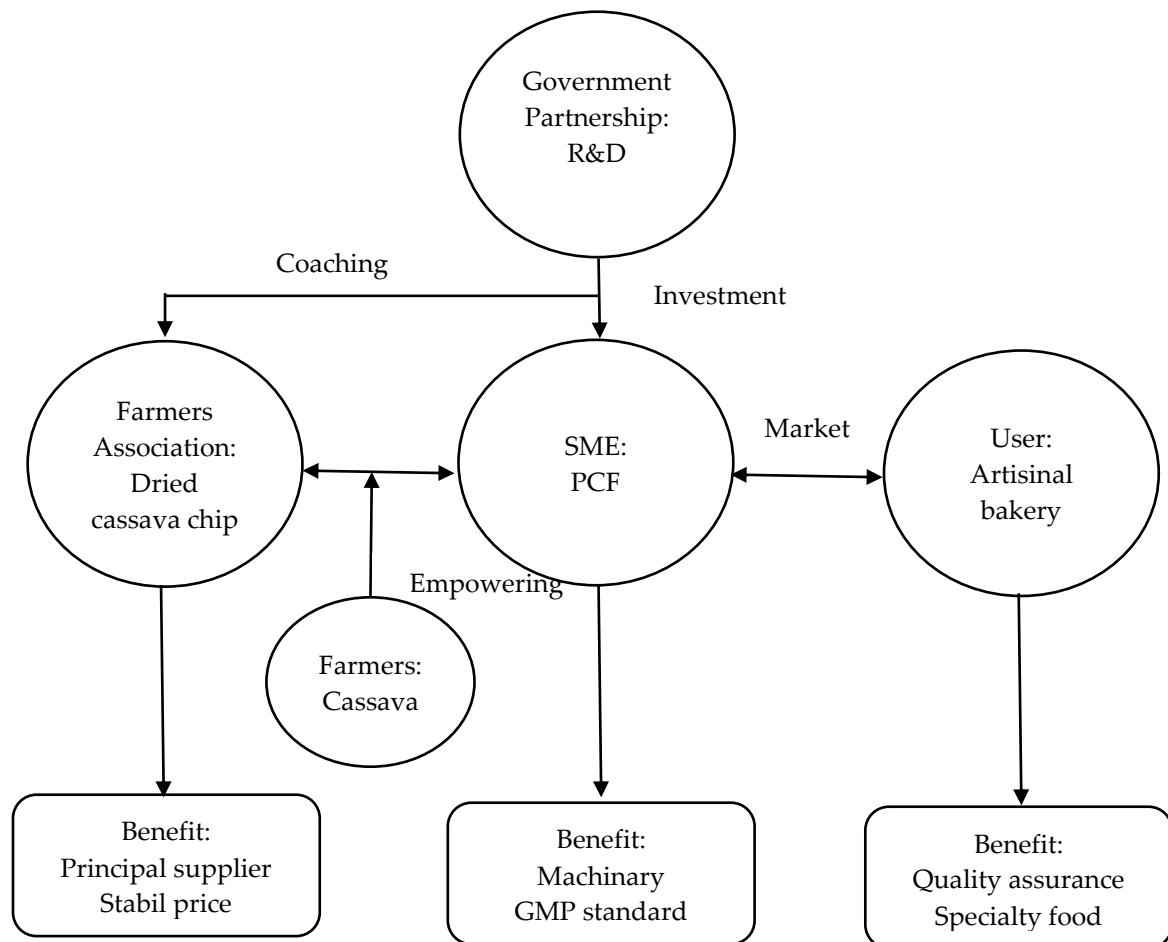 Government
Partnership:
R&D
Coaching
Investment
Farmers
Association:
Dried
cassava chip
SME:
PCF
Market
User:
Artisinal
bakery
Empowering
Farmers:
Cassava
Benefit:
Principal supplier
Stabil price
Benefit:
Machinary
GMP standard
Benefit:
Quality assurance
Specialty food